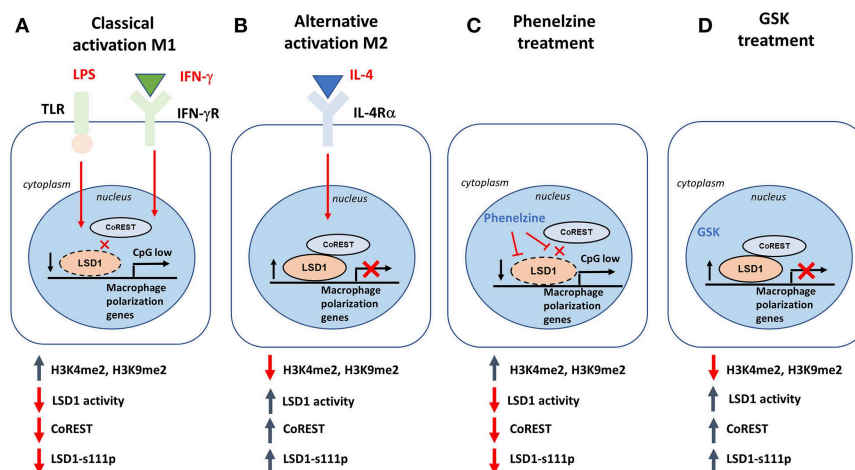 A
Classical
activation M1
LPS
IFN-γ
TLR
IFN-γR
cytoplasm
nucleus
CoREST
LSD1
CpG low
Macrophage
polarization
genes
H3K4me2, H3K9me2
LSD1 activity
CoREST
LSD1-s111p
B
Alternative
activation M2
IL-4
IL-4Rα
cytoplasm
nucleus
CoREST
LSD1
Macrophage
polarization
genes
H3K4me2, H3K9me2
LSD1 activity
CoREST
LSD1-s111p
C
Phenelzine
treatment
cytoplasm
nucleus
Phenelzine
CoREST
LSD1
CpG low
Macrophage
polarization
genes
H3K4me2, H3K9me2
LSD1 activity
CoREST
LSD1-s111p
D
GSK
treatment
cytoplasm
nucleus
GSK
CoREST
LSD1
Macrophage
polarization
genes
H3K4me2, H3K9me2
LSD1 activity
CoREST
LSD1-s111p